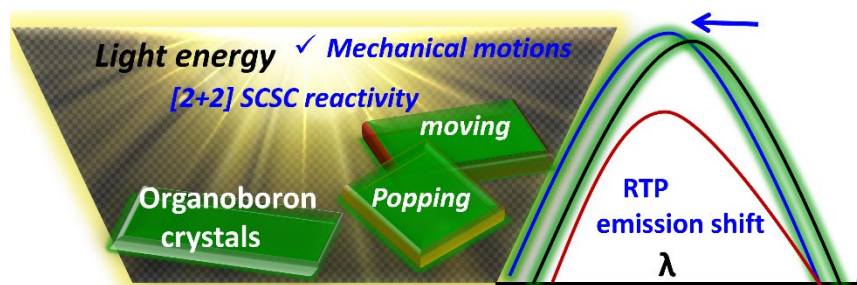 Light energy
✓ Mechanical motions
[2+2] SCSC reactivity
moving
Popping
Organoboron
crystals
RTP
emission shift
λ